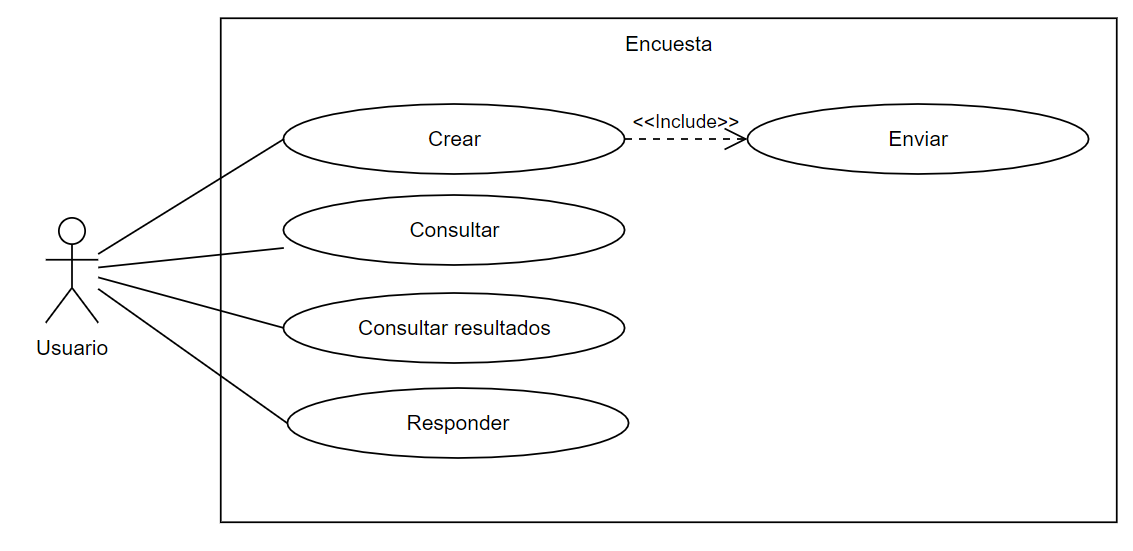 Encuesta
Crear
<<Include>>
Enviar
Consultar
Consultar resultados
Responder
Usuario